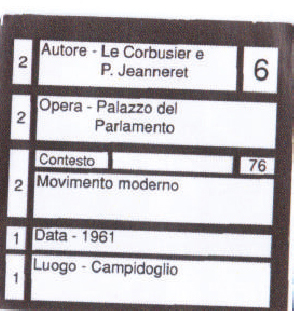 2 Autore - Le Corbusier e 6
P. Jeanneret
2 Opera - Palazzo del
Parlamento
Contesto 76
2 Movimento moderno
1 Data - 1961
1 Luogo - Campidoglio